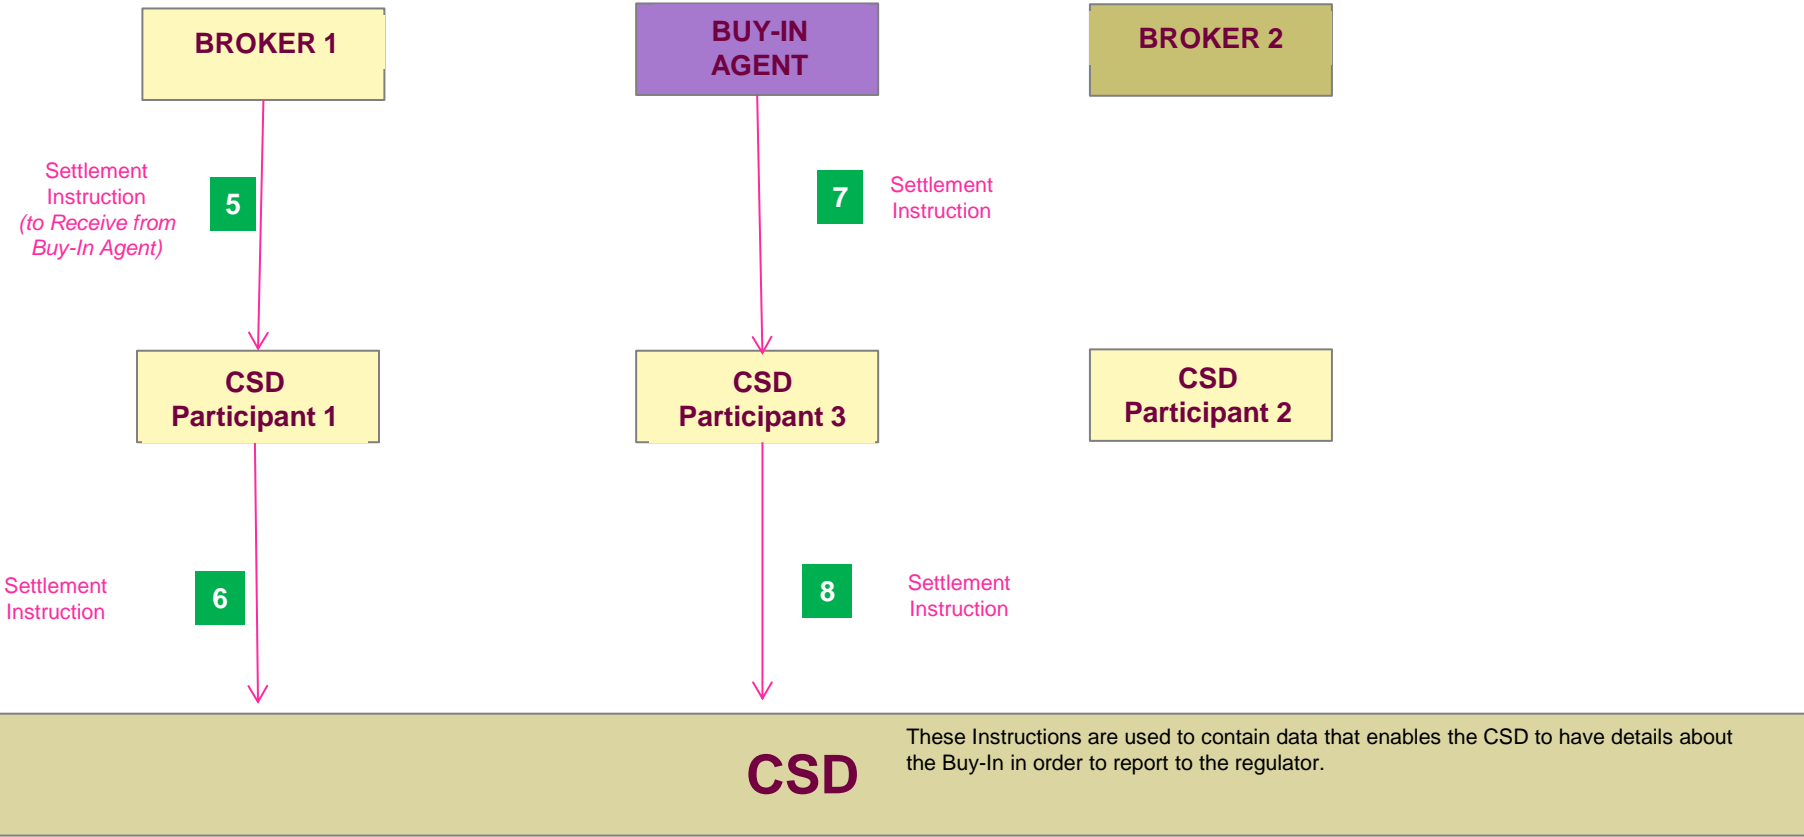 BROKER 1
BUY-IN
AGENT
BROKER 2
Settlement
Instruction
(to Receive from
Buy-In Agent)
5
7
Settlement
Instruction
CSD
Participant 1
CSD
Participant 3
CSD
Participant 2
Settlement
Instruction
6
8
Settlement
Instruction
CSD
These Instructions are used to contain data that enables the CSD to have details about
the Buy-In in order to report to the regulator.